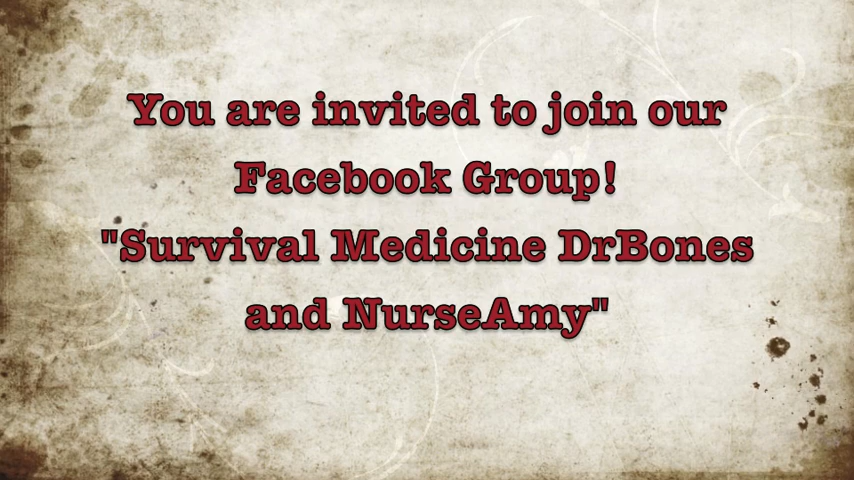 You are invited to join our
Facebook Group!
"Survival Medicine DrBones
and NurseAmy"